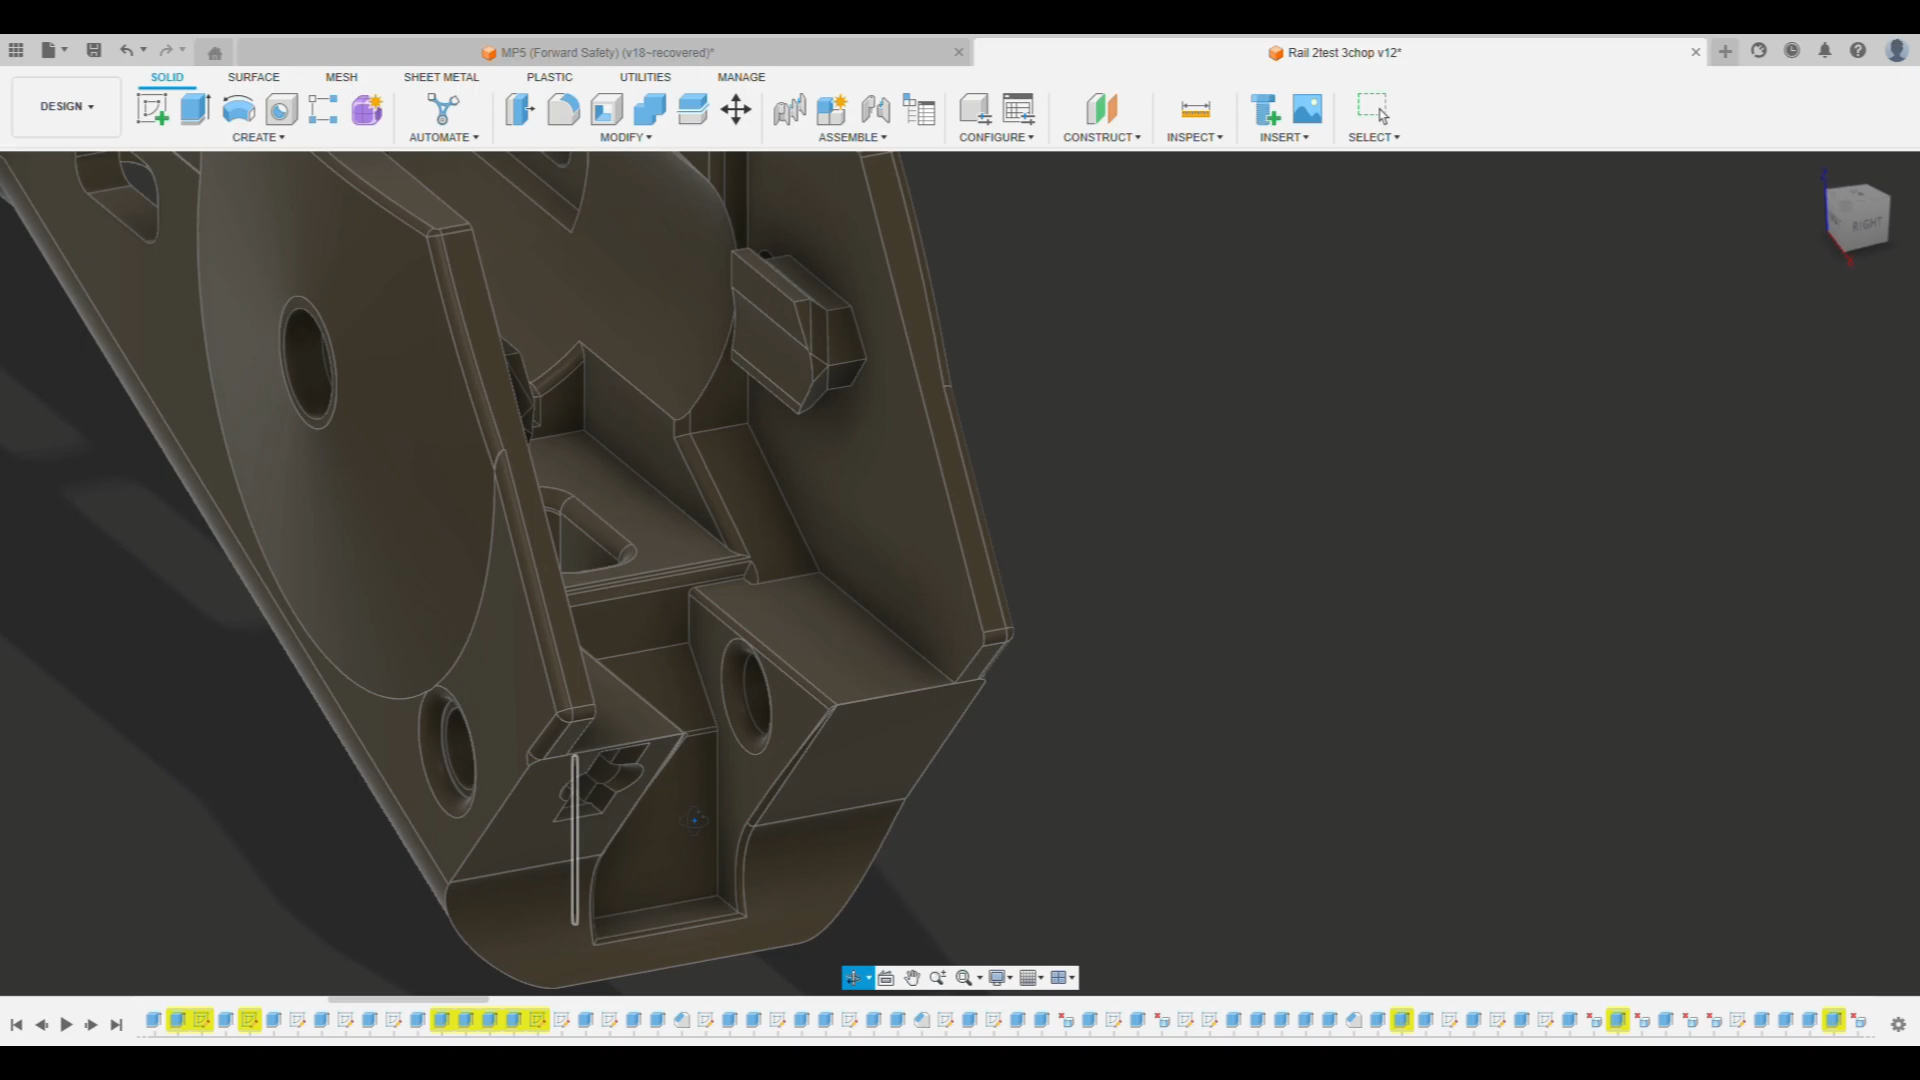 MP5 (Forward Safety) (v18~recovered)*
Rail 2test 3chop v12*
DESIGN
SOLID
SURFACE
MESH
SHEET METAL
PLASTIC
UTILITIES
MANAGE
CREATE
AUTOMATE
MODIFY
ASSEMBLE
CONFIGURE
CONSTRUCT
INSPECT
INSERT
SELECT
Z
RIGHT
X